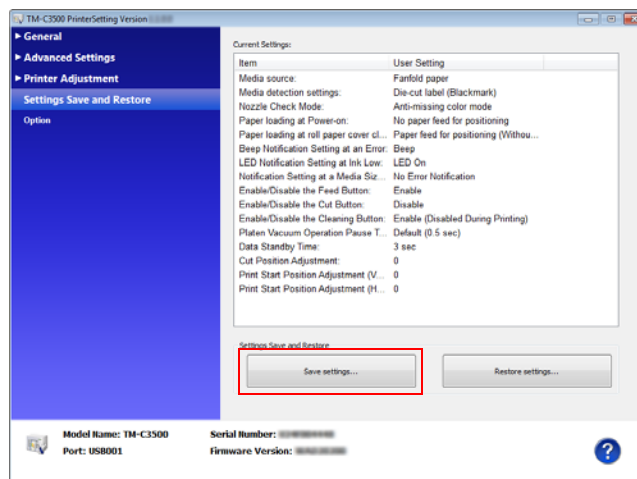 TM-C3500 PrinterSetting Version
General
Advanced Settings
Printer Adjustment
Settings Save and Restore
Option
Current Settings:
Item User Setting
Media source: Fanfold paper
Media detection settings: Die-cut label (Blackmark)
Nozzle Check Mode: Anti-missing color mode
Paper loading at Power-on: No paper feed for positioning
Paper loading at roll paper cover cl... Paper feed for positioning (Withou...
Beep Notification Setting at an Error: Beep
LED Notification Setting at Ink Low: LED On
Notification Setting at a Media Siz... No Error Notification
Enable/Disable the Feed Button: Enable
Enable/Disable the Cut Button: Disable
Enable/Disable the Cleaning Button: Enable (Disabled During Printing)
Platen Vacuum Operation Pause T... Default (0.5 sec)
Data Standby Time: 3 sec
Cut Position Adjustment: 0
Print Start Position Adjustment (V... 0
Print Start Position Adjustment (H... 0
Settings Save and Restore
Save settings... Restore settings...
Model Name: TM-C3500 Serial Number:
Port: USB001 Firmware Version:
?